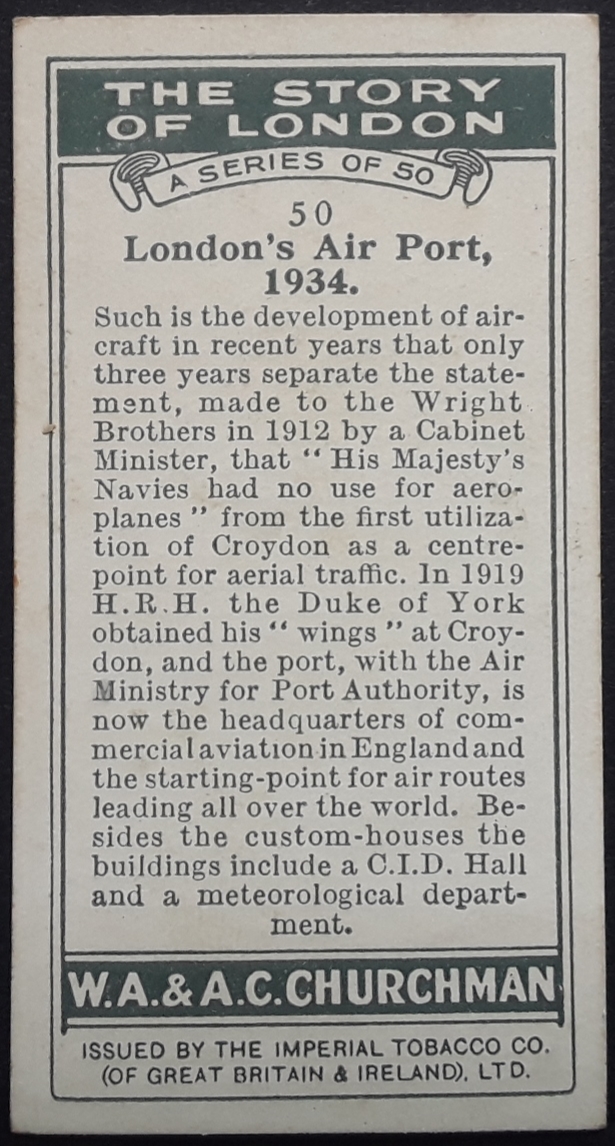 THE STORY
OF LONDON
A SERIES OF 50
50
London's Air Port,
1934.
Such is the development of air-
craft in recent years that only
three years separate the state-
ment, made to the Wright
Brothers in 1912 by a Cabinet
Minister, that “ His Majesty's
Navies had no use for aero-
planes ” from the first utiliza-
tion of Croydon as a centre-
point for aerial traffic. In 1919
H.R.H. the Duke of York
obtained his “ wings ” at Croy-
don, and the port, with the Air
Ministry for Port Authority, is
now the headquarters of com-
mercial aviation in England and
the starting-point for air routes
leading all over the world. Be-
sides the custom-houses the
buildings include a C.I.D. Hall
and a meteorological depart-
ment.
W.A.& A.C.CHURCHMAN
ISSUED BY THE IMPERIAL TOBACCO CO.
(OF GREAT BRITAIN & IRELAND), LTD.